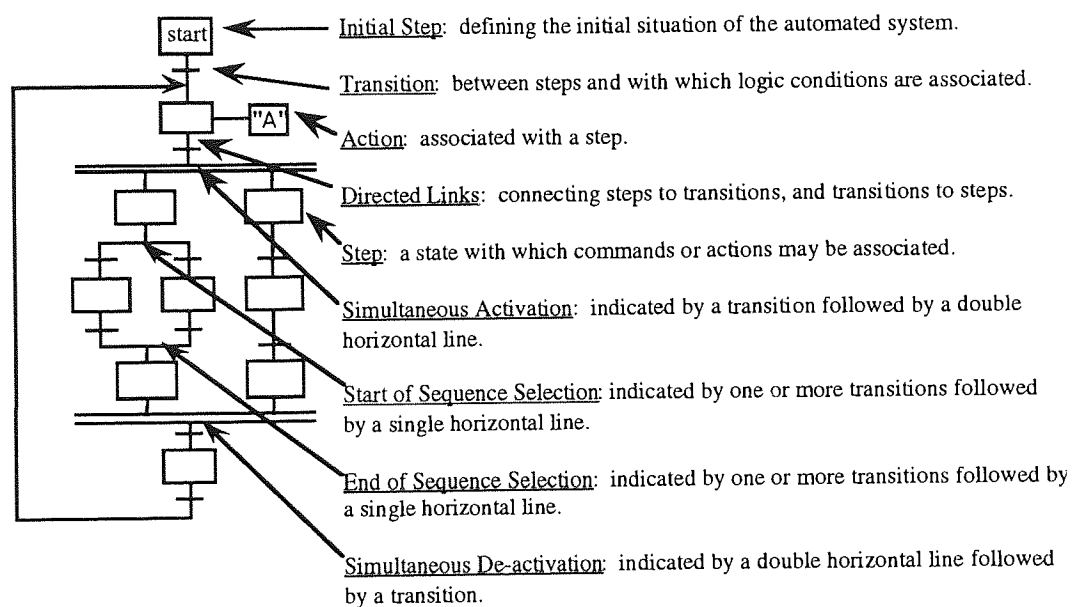 start
Initial Step: defining the initial situation of the automated system.
Transition: between steps and with which logic conditions are associated.
"A"
Action: associated with a step.
Directed Links: connecting steps to transitions, and transitions to steps.
Step: a state with which commands or actions may be associated.
Simultaneous Activation: indicated by a transition followed by a double
horizontal line.
Start of Sequence Selection: indicated by one or more transitions followed
by a single horizontal line.
End of Sequence Selection: indicated by one or more transitions followed by
a single horizontal line.
Simultaneous De-activation: indicated by a double horizontal line followed
by a transition.